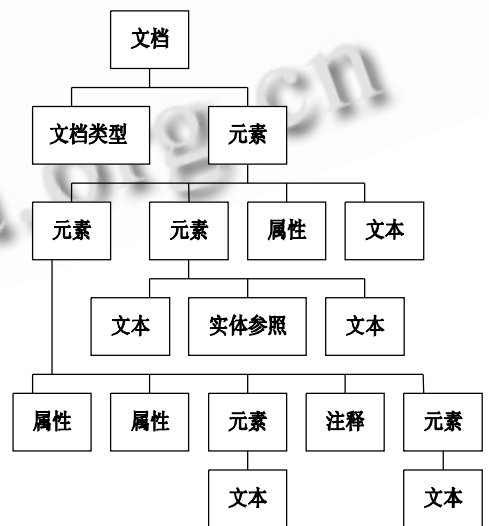 文档
文档类型 元素
元素 元素 属性 文本
文本 实体参照 文本
属性 属性 元素 注释 元素
文本 文本
.org.cn